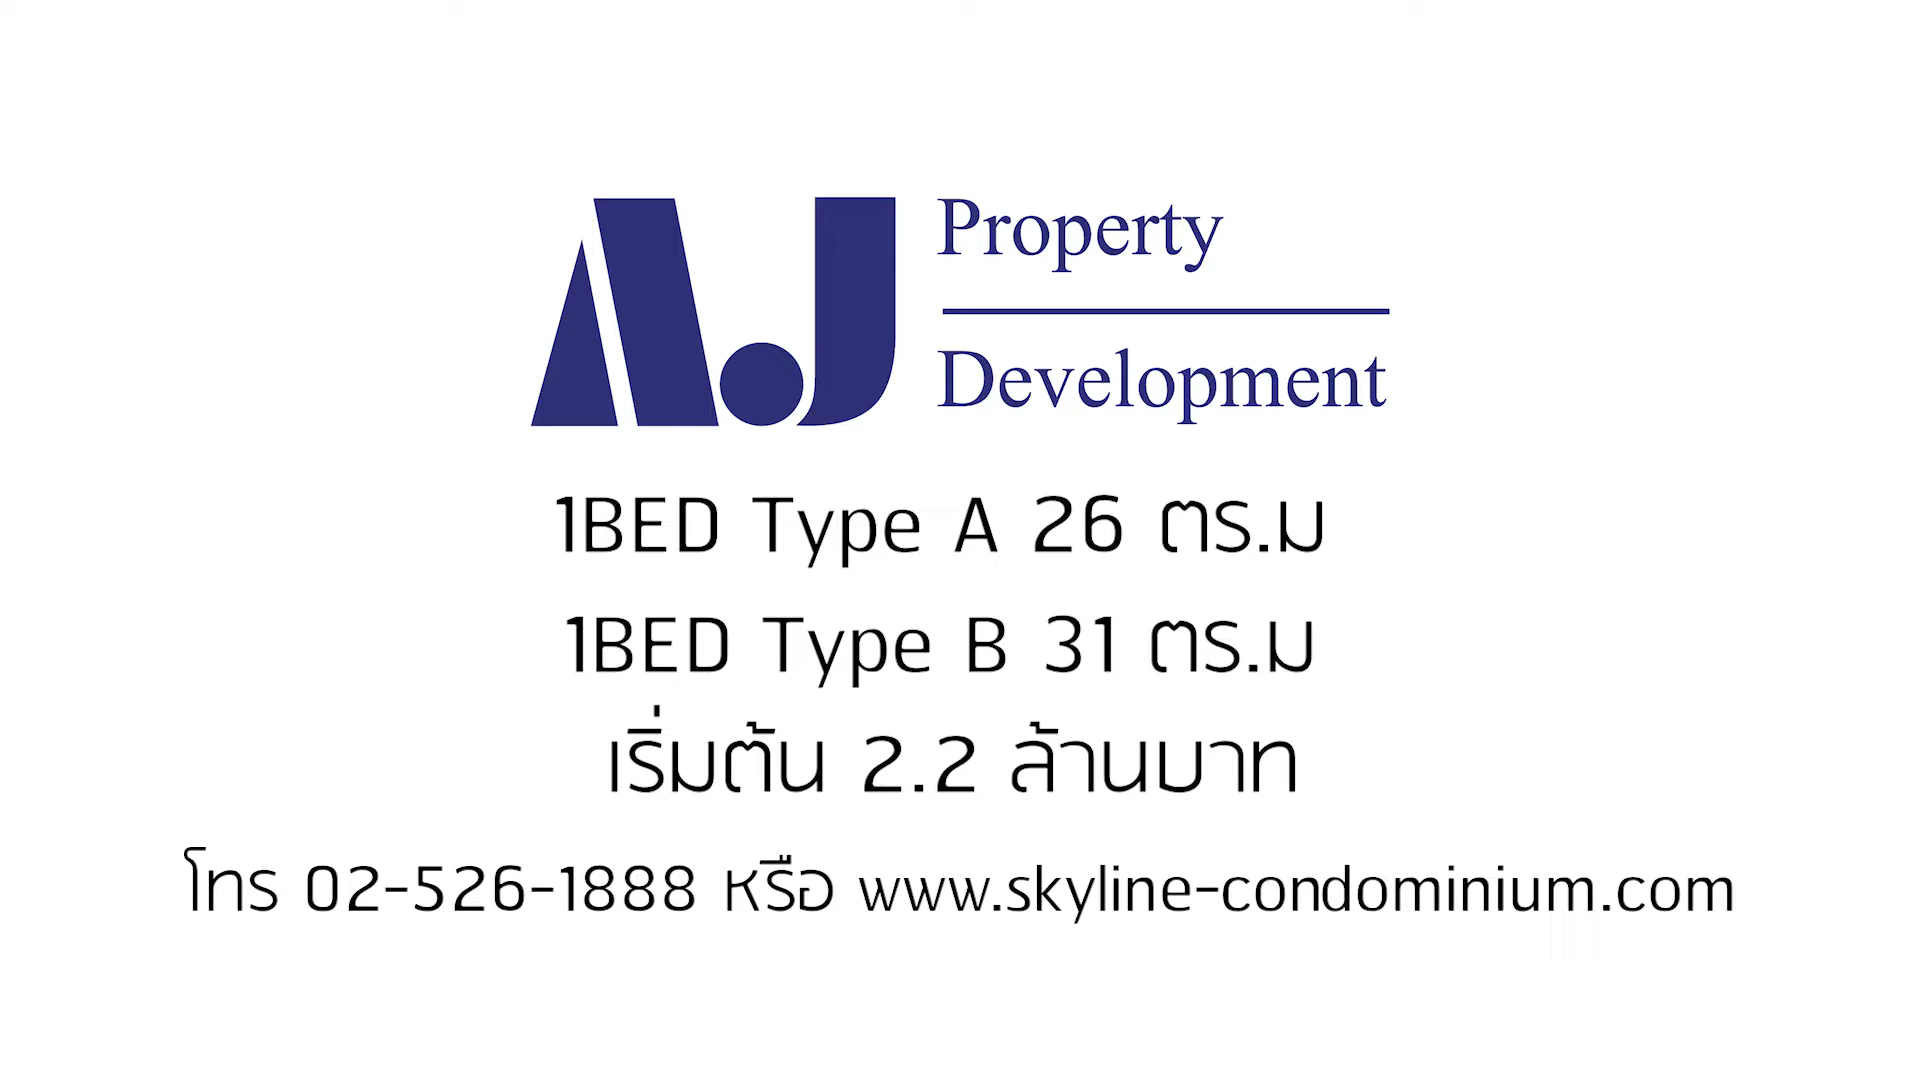 AJ Property
Development
1BED Type A 26 ตร.ม
1BED Type B 31 ตร.ม
เริ่มต้น 2.2 ล้านบาท
โทร 02-526-1888 หรือ www.skyline-condominium.com